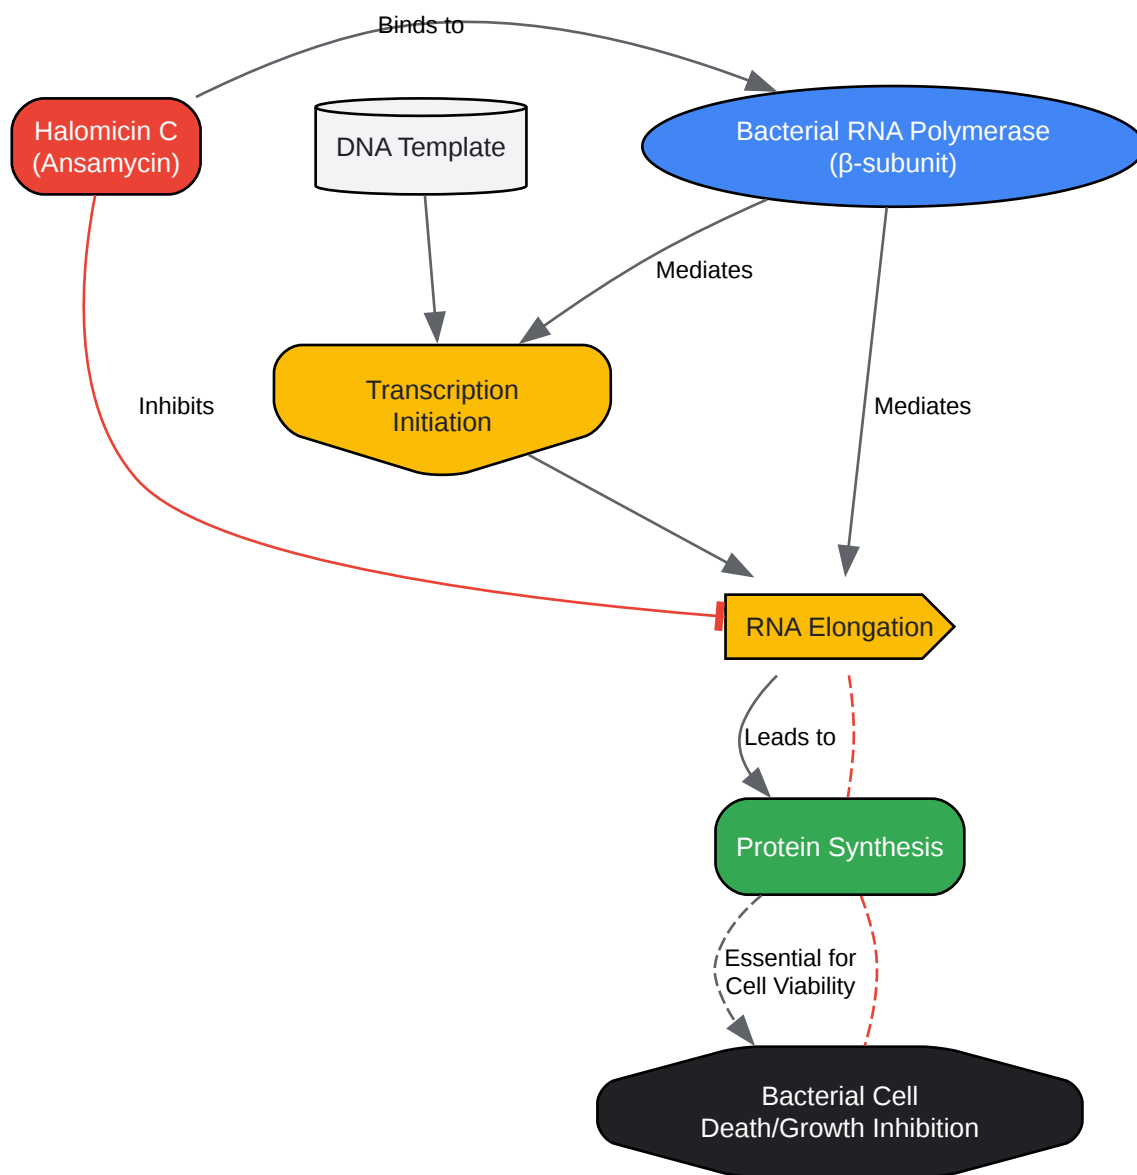 Binds to
Halomicin C
(Ansamycin)
DNA Template
Bacterial RNA Polymerase
(β-subunit)
Mediates
Transcription
Initiation
Inhibits
Mediates
RNA Elongation
Leads to
Protein Synthesis
Essential for
Cell Viability
Bacterial Cell
Death/Growth Inhibition